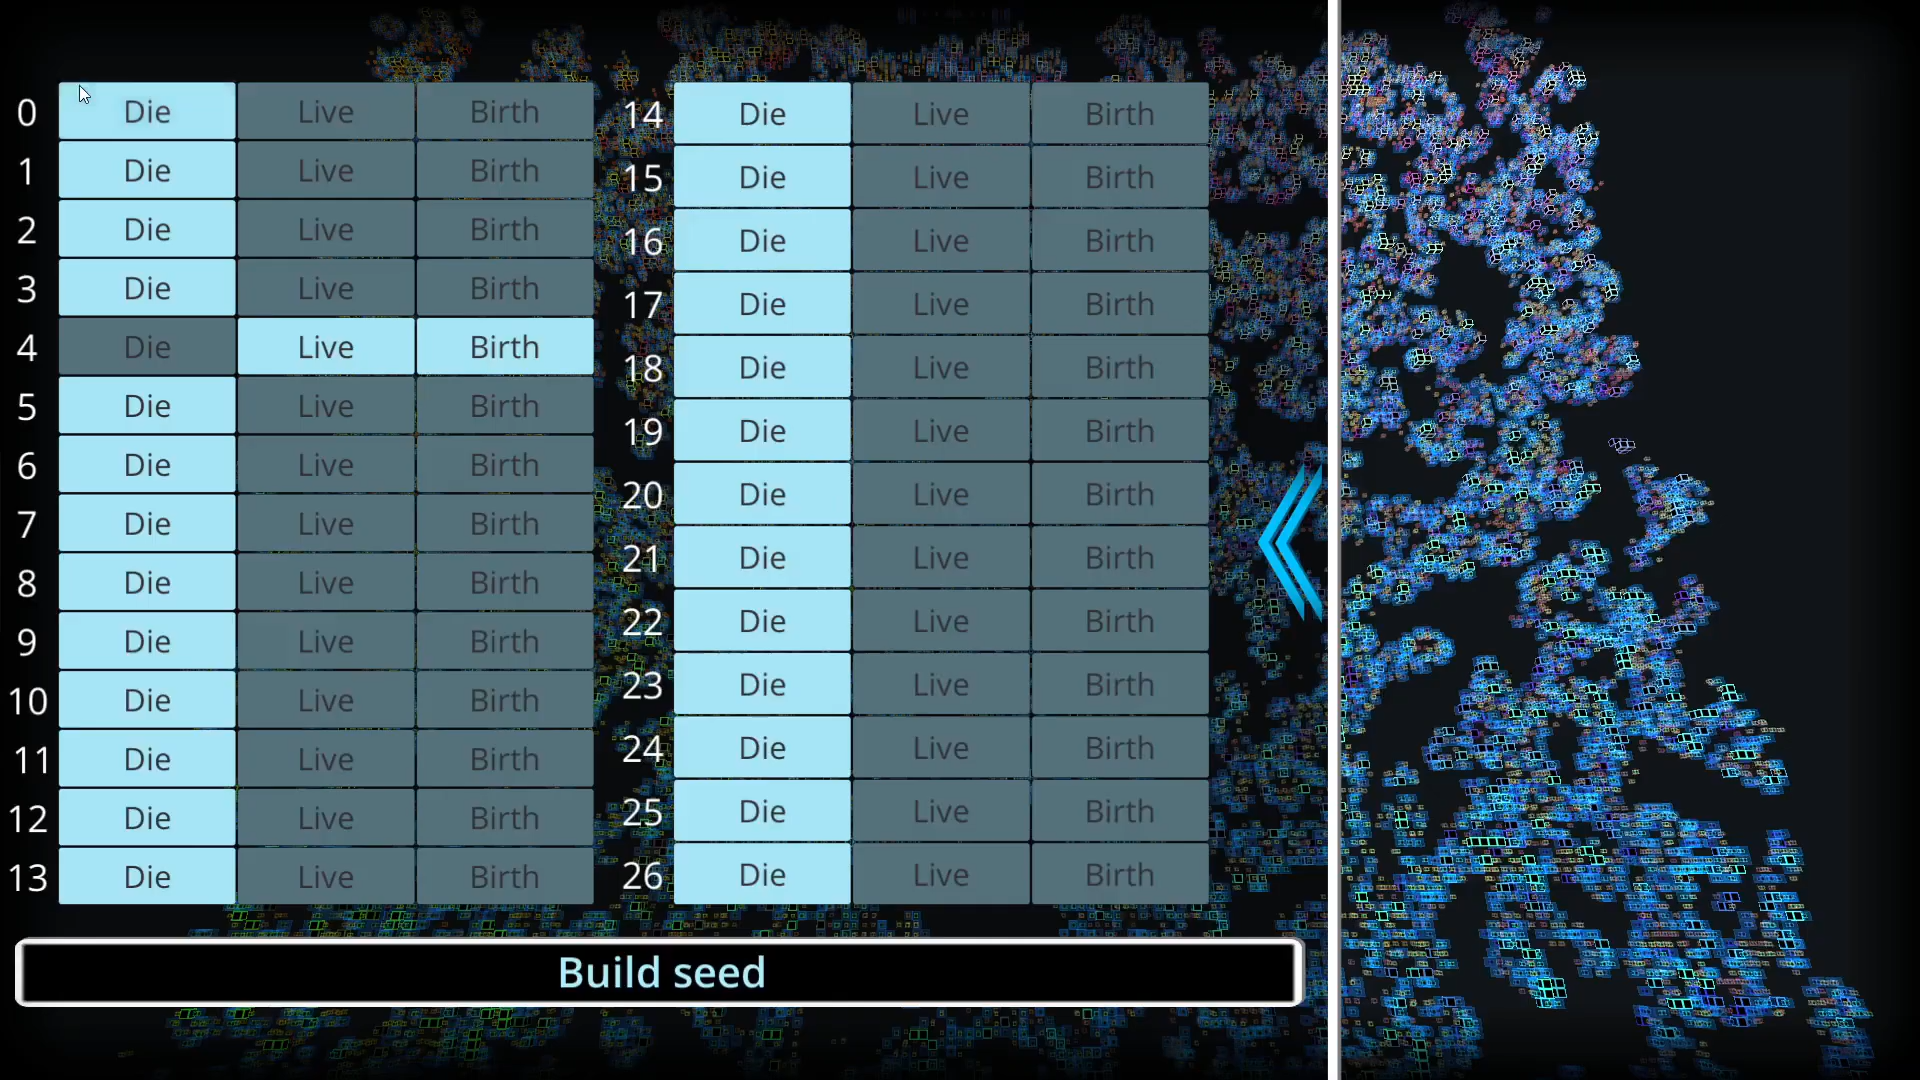 0 Die Live Birth 14 Die Live Birth
1 Die Live Birth 15 Die Live Birth
2 Die Live Birth 16 Die Live Birth
3 Die Live Birth 17 Die Live Birth
4 Die Live Birth 18 Die Live Birth
5 Die Live Birth 19 Die Live Birth
6 Die Live Birth 20 Die Live Birth
7 Die Live Birth 21 Die Live Birth
8 Die Live Birth 22 Die Live Birth
9 Die Live Birth 23 Die Live Birth
10 Die Live Birth 24 Die Live Birth
11 Die Live Birth 25 Die Live Birth
12 Die Live Birth 26 Die Live Birth
13 Die Live Birth
Build seed